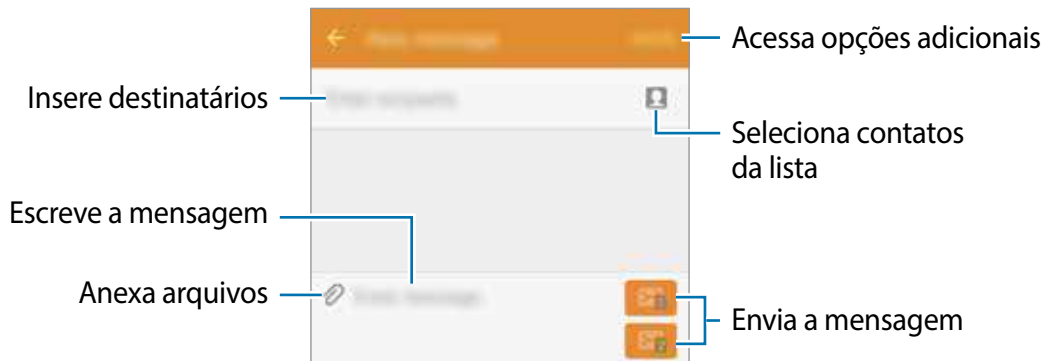 Acessa opções adicionais
Insere destinatários
Seleciona contatos
da lista
Escreve a mensagem
Anexa arquivos
Envia a mensagem